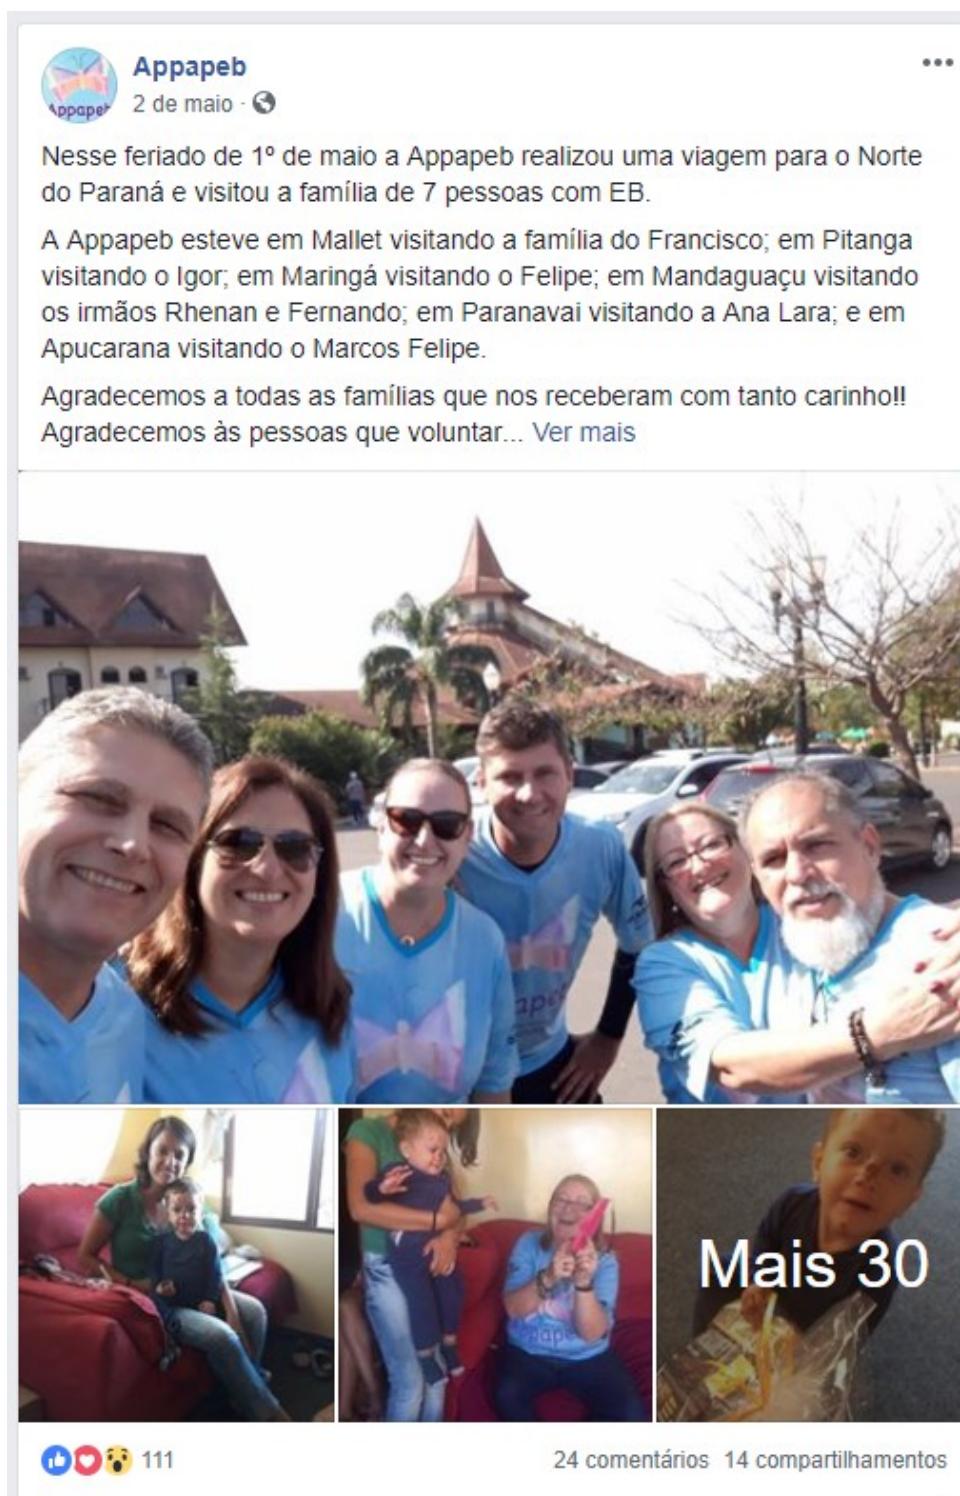 Appapeb
Appapeb
2 de maio ·
Nesse feriado de 1º de maio a Appapeb realizou uma viagem para o Norte
do Paraná e visitou a família de 7 pessoas com EB.
A Appapeb esteve em Mallet visitando a família do Francisco; em Pitanga
visitando o Igor; em Maringá visitando o Felipe; em Mandaguaçu visitando
os irmãos Rhenan e Fernando; em Paranavai visitando a Ana Lara; e em
Apucarana visitando o Marcos Felipe.
Agradecemos a todas as famílias que nos receberam com tanto carinho!!
Agradecemos às pessoas que voluntar... Ver mais
Mais 30
111
24 comentários 14 compartilhamentos